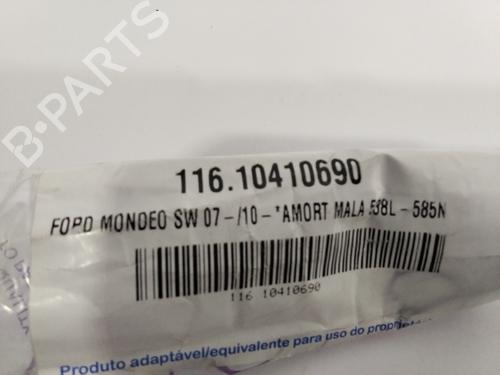 B-PARTS
116.10410690
FORD MONDEO SW 07-/10-*AMORT MALA 538L - 585N
116 10410690
Produto adaptável/equivalente para uso do